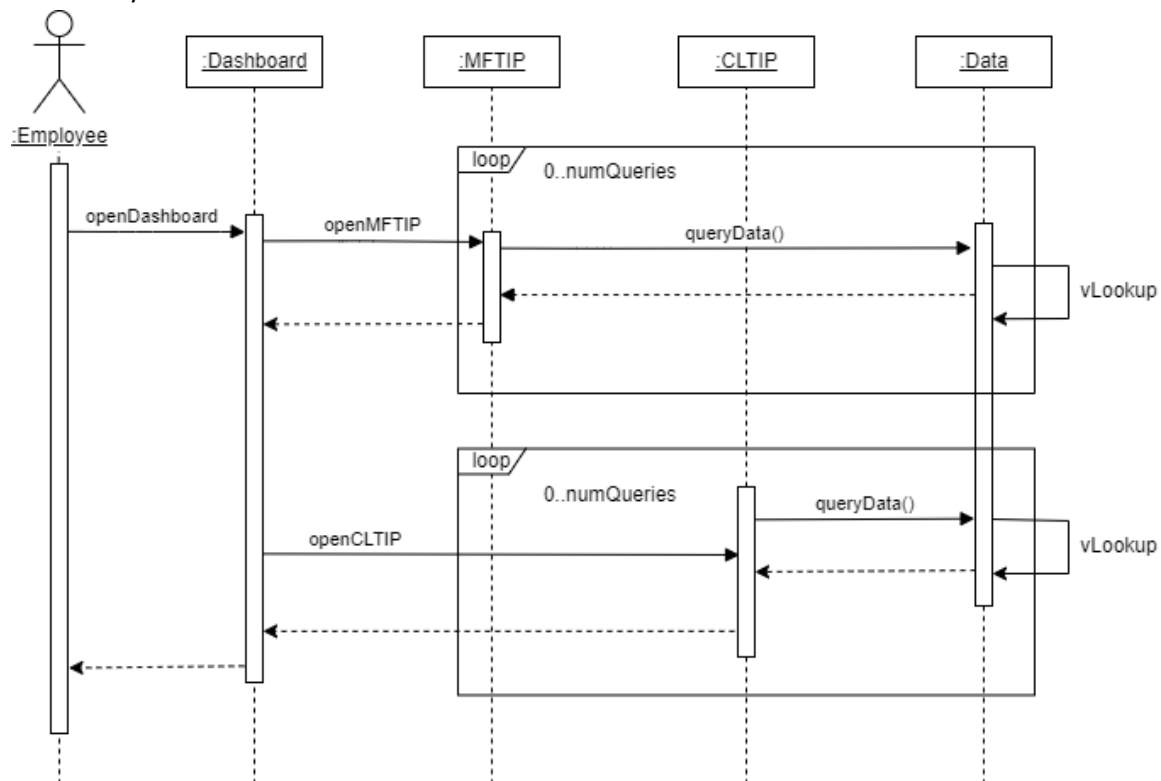 :Dashboard
:MFTIP
:CLTIP
:Data
:Employee
loop
0..numQueries
openDashboard
openMFTIP
queryData()
vLookup
loop
0..numQueries
queryData()
openCLTIP
vLookup